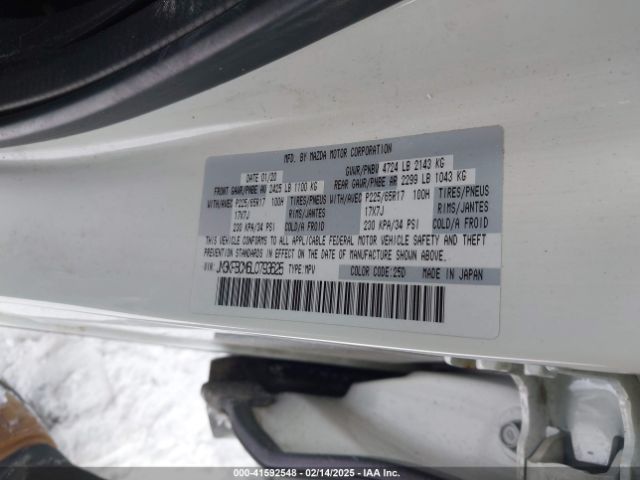 MFD. BY MAZDA MOTOR CORPORATION
DATE 01/20 GVWR/PNBV 4724 LB 2143 KG
FRONT GAWR/PNBE AV 2425 LB 1100 KG REAR GAWR/PNBE AR 2299 LB 1043 KG
WITH/AVEC P225/65R17 100H TIRES/PNEUS WITH/AVEC P225/65R17 100H TIRES/PNEUS
17X7J RIMS/JANTES 17X7J RIMS/JANTES
230 KPA/34 PSI COLD/A FROID 230 KPA/34 PSI COLD/A FROID
THIS VEHICLE CONFORMS TO ALL APPLICABLE FEDERAL MOTOR VEHICLE SAFETY AND THEFT
PREVENTION STANDARDS IN EFFECT ON THE DATE OF MANUFACTURE SHOWN ABOVE.
VIN: JM3KFBCM6L0793625 TYPE:MPV COLOR CODE:25D MADE IN JAPAN
000-41592548 - 02/14/2025 - IAA Inc.